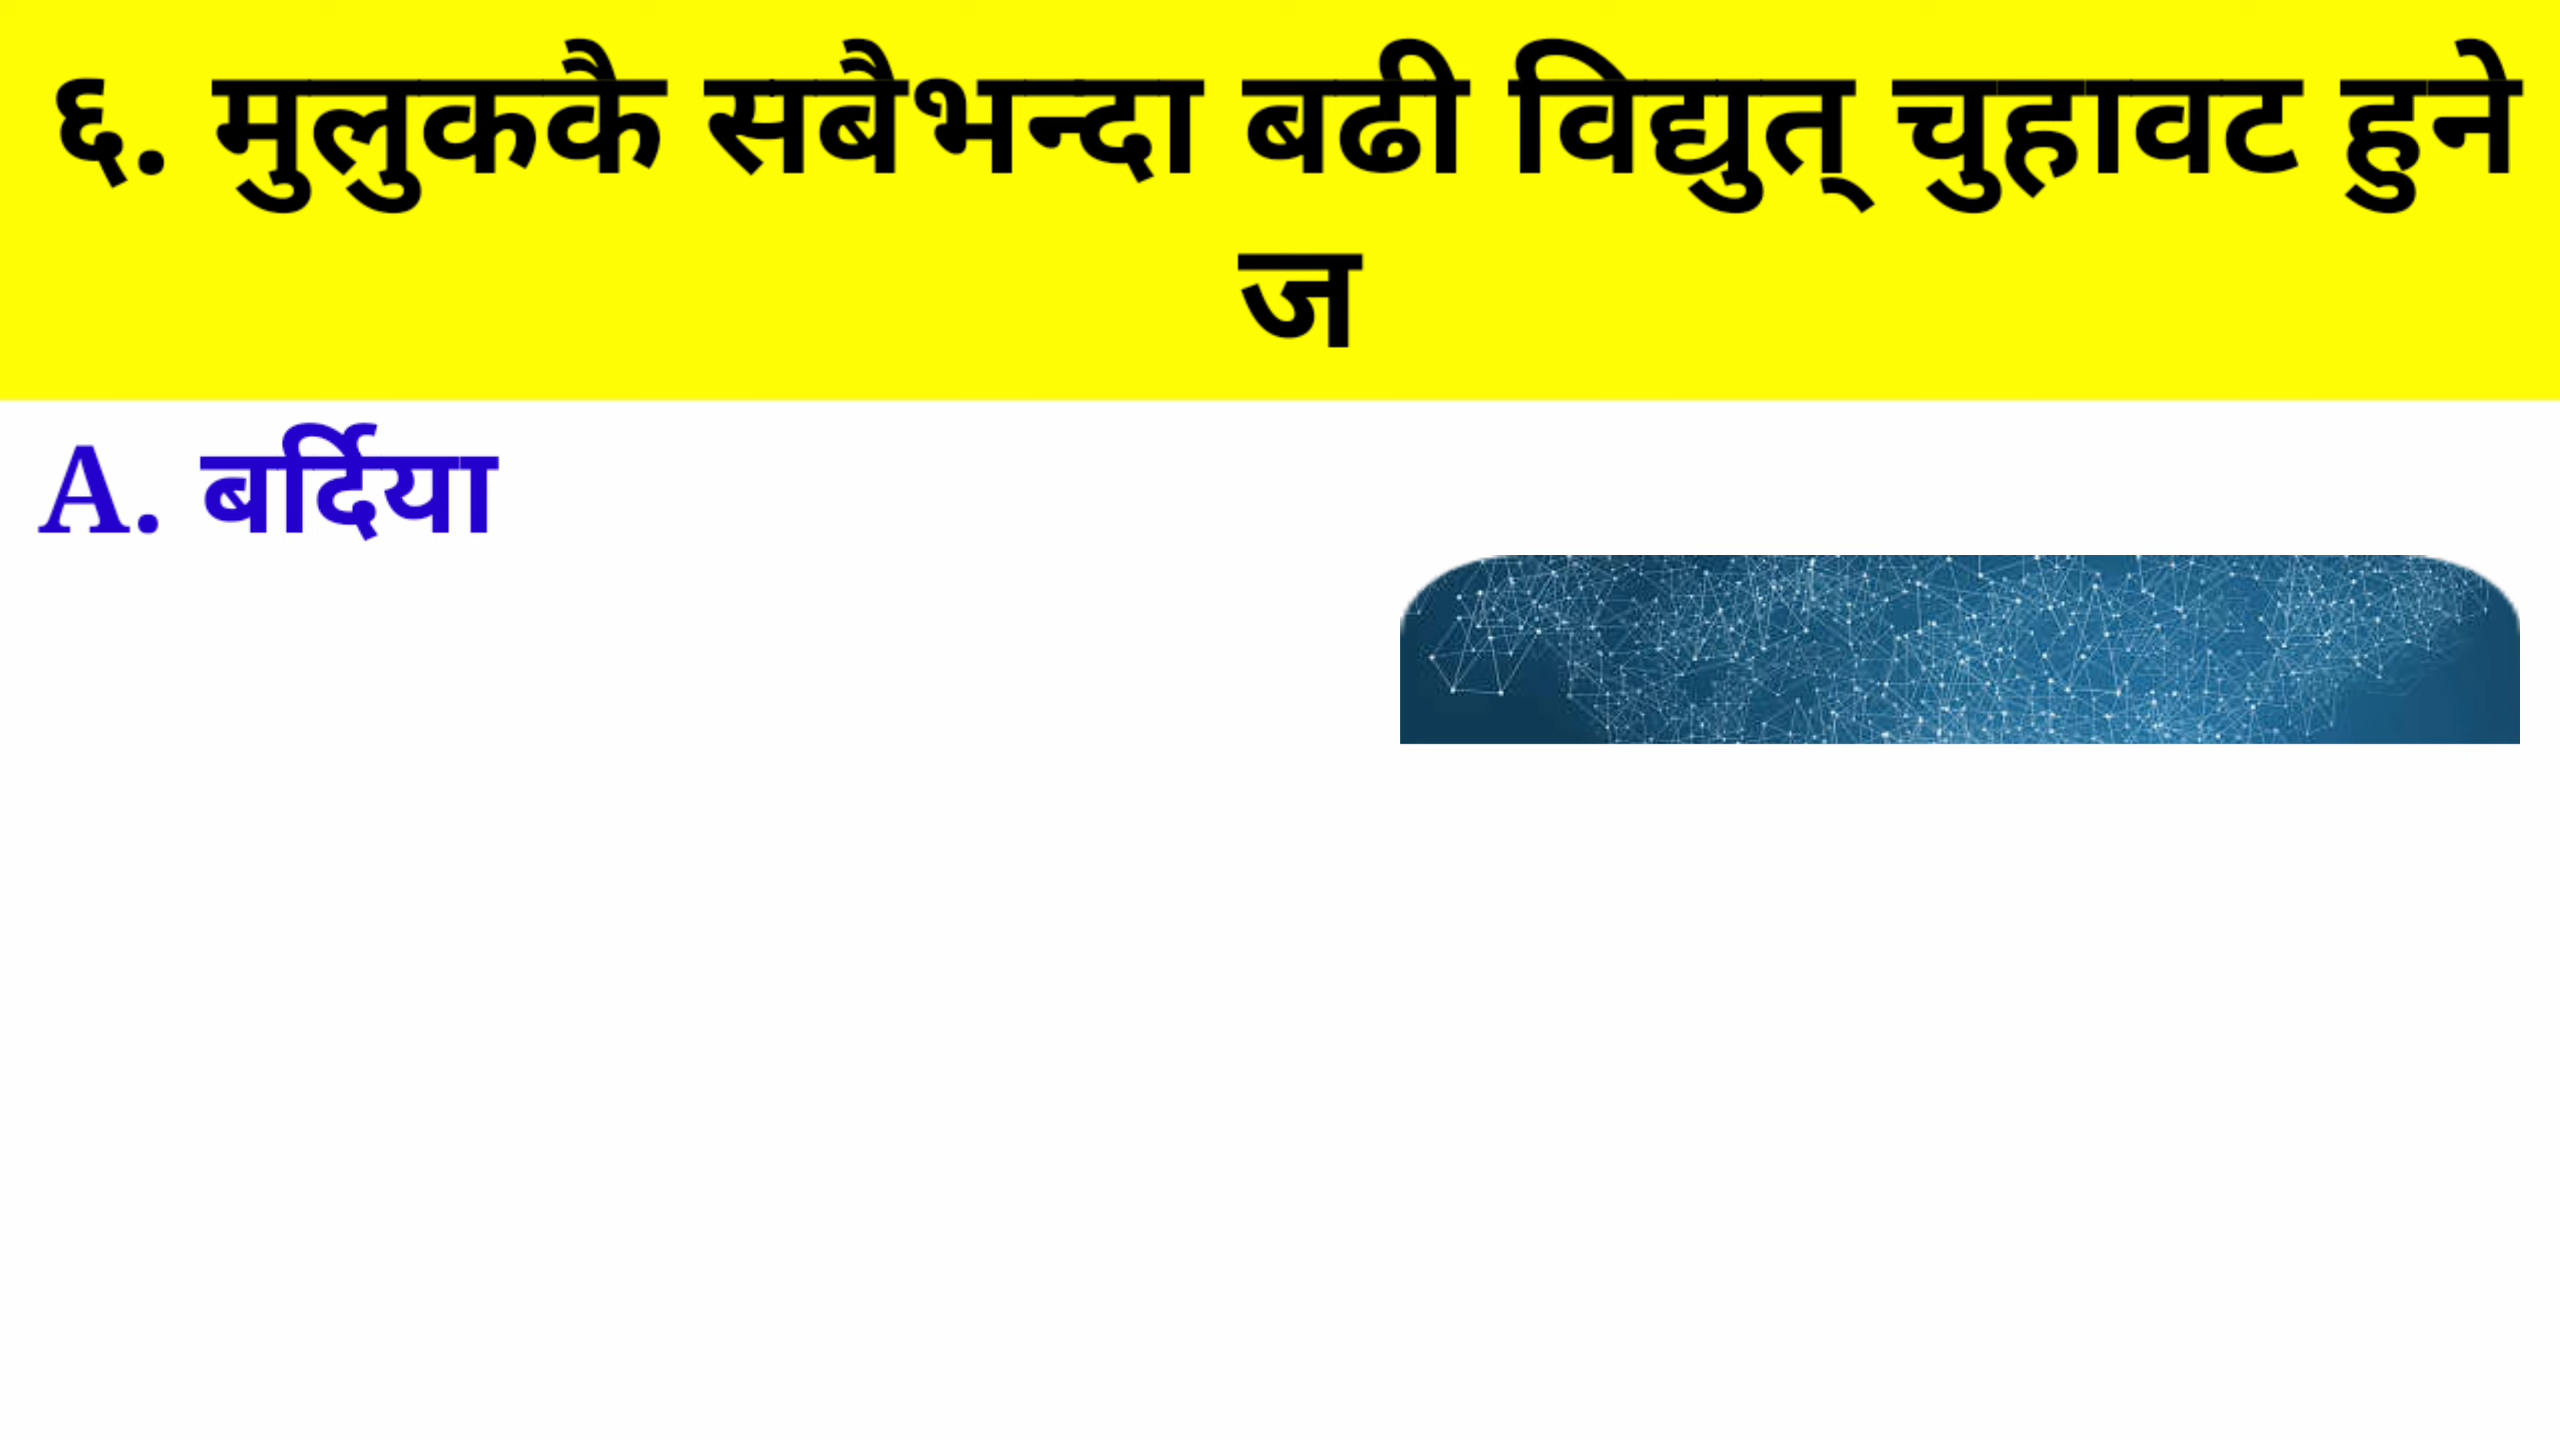 ६. मुलुककै सबैभन्दा बढी विद्युत् चुहावट हुने
ज
A. बर्दिया